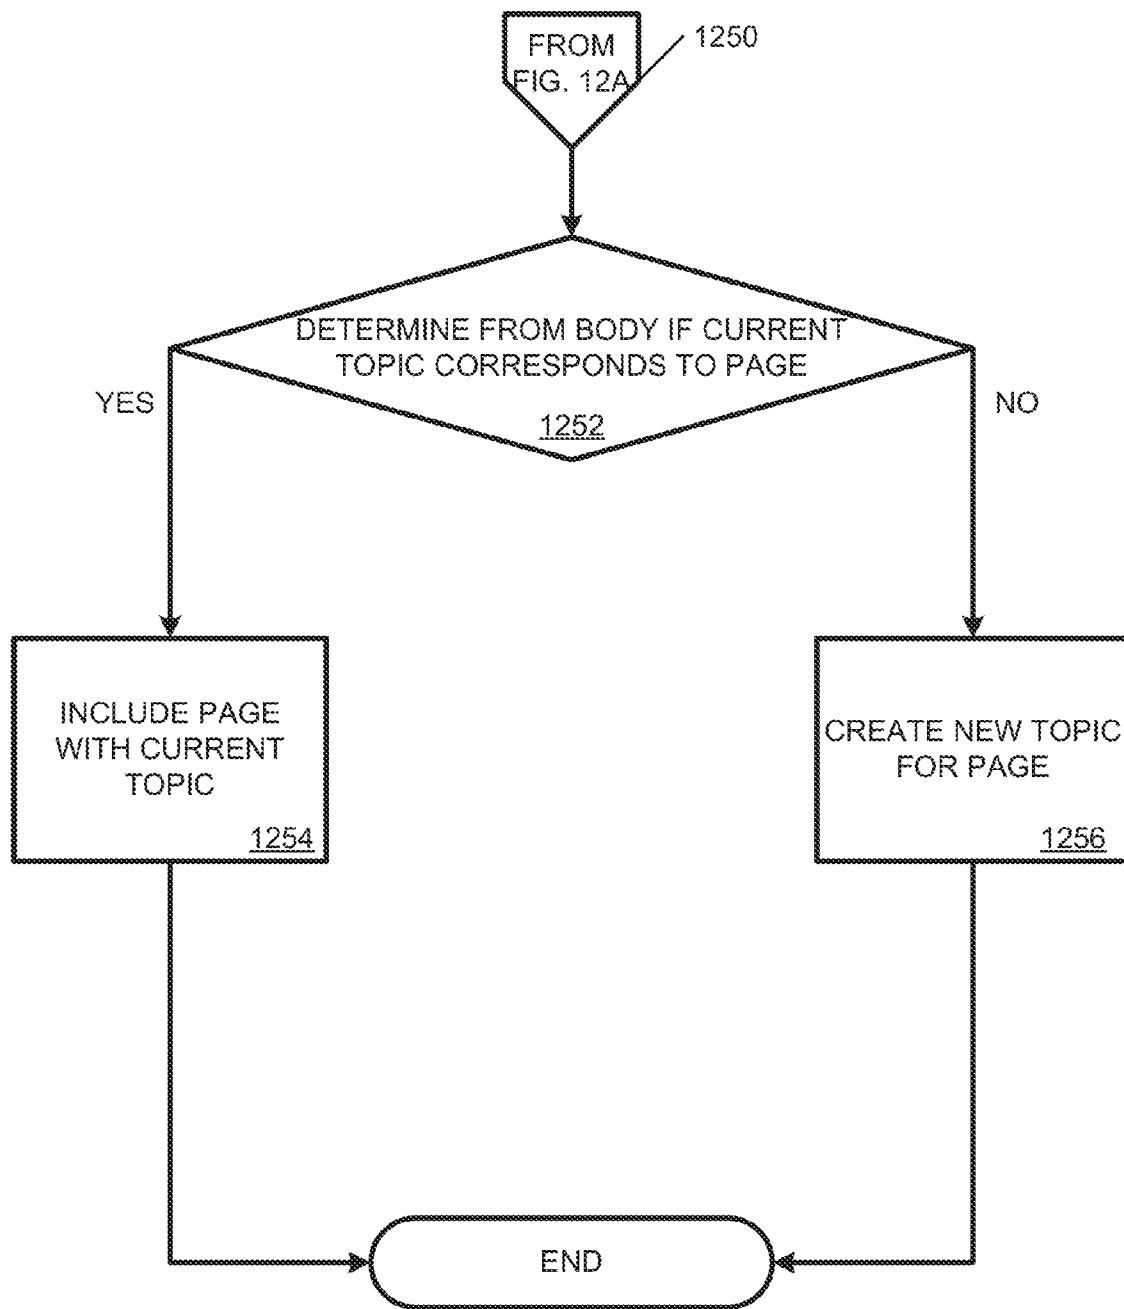 FROM
FIG. 12A
1250
DETERMINE FROM BODY IF CURRENT
TOPIC CORRESPONDS TO PAGE
1252
YES
NO
INCLUDE PAGE
WITH CURRENT
TOPIC
1254
CREATE NEW TOPIC
FOR PAGE
1256
END